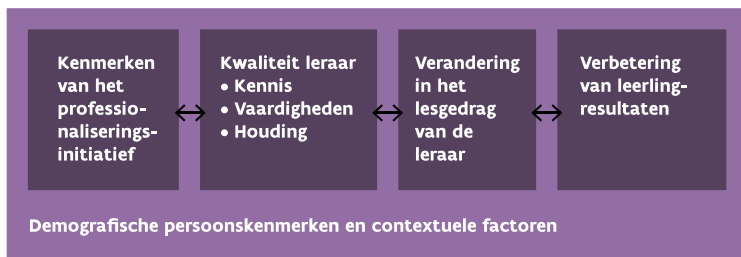 Kenmerken
van het
professio-
naliserings-
initiatief
Kwaliteit leraar
• Kennis
• Vaardigheden
• Houding
Verandering
in het
lesgedrag
van de
leraar
Verbetering
van leerling-
resultaten
Demografische persoonskenmerken en contextuele factoren